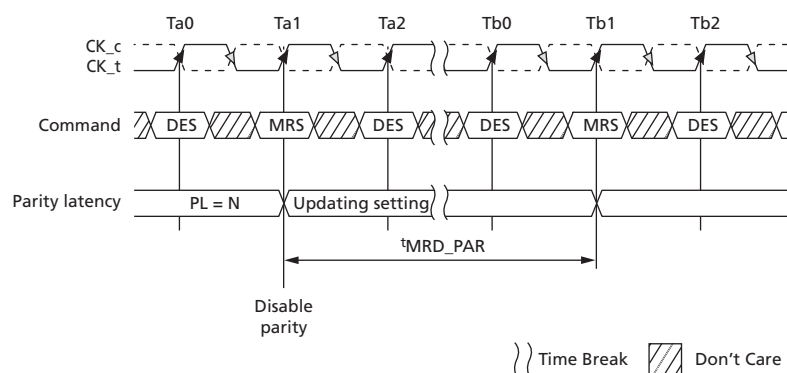 Ta0 Ta1 Ta2 Tb0 Tb1 Tb2
CK_c
CK_t
Command DES MRS DES DES MRS DES
Parity latency PL = N Updating setting
tMRD_PAR
Disable
parity
Time Break Don't Care